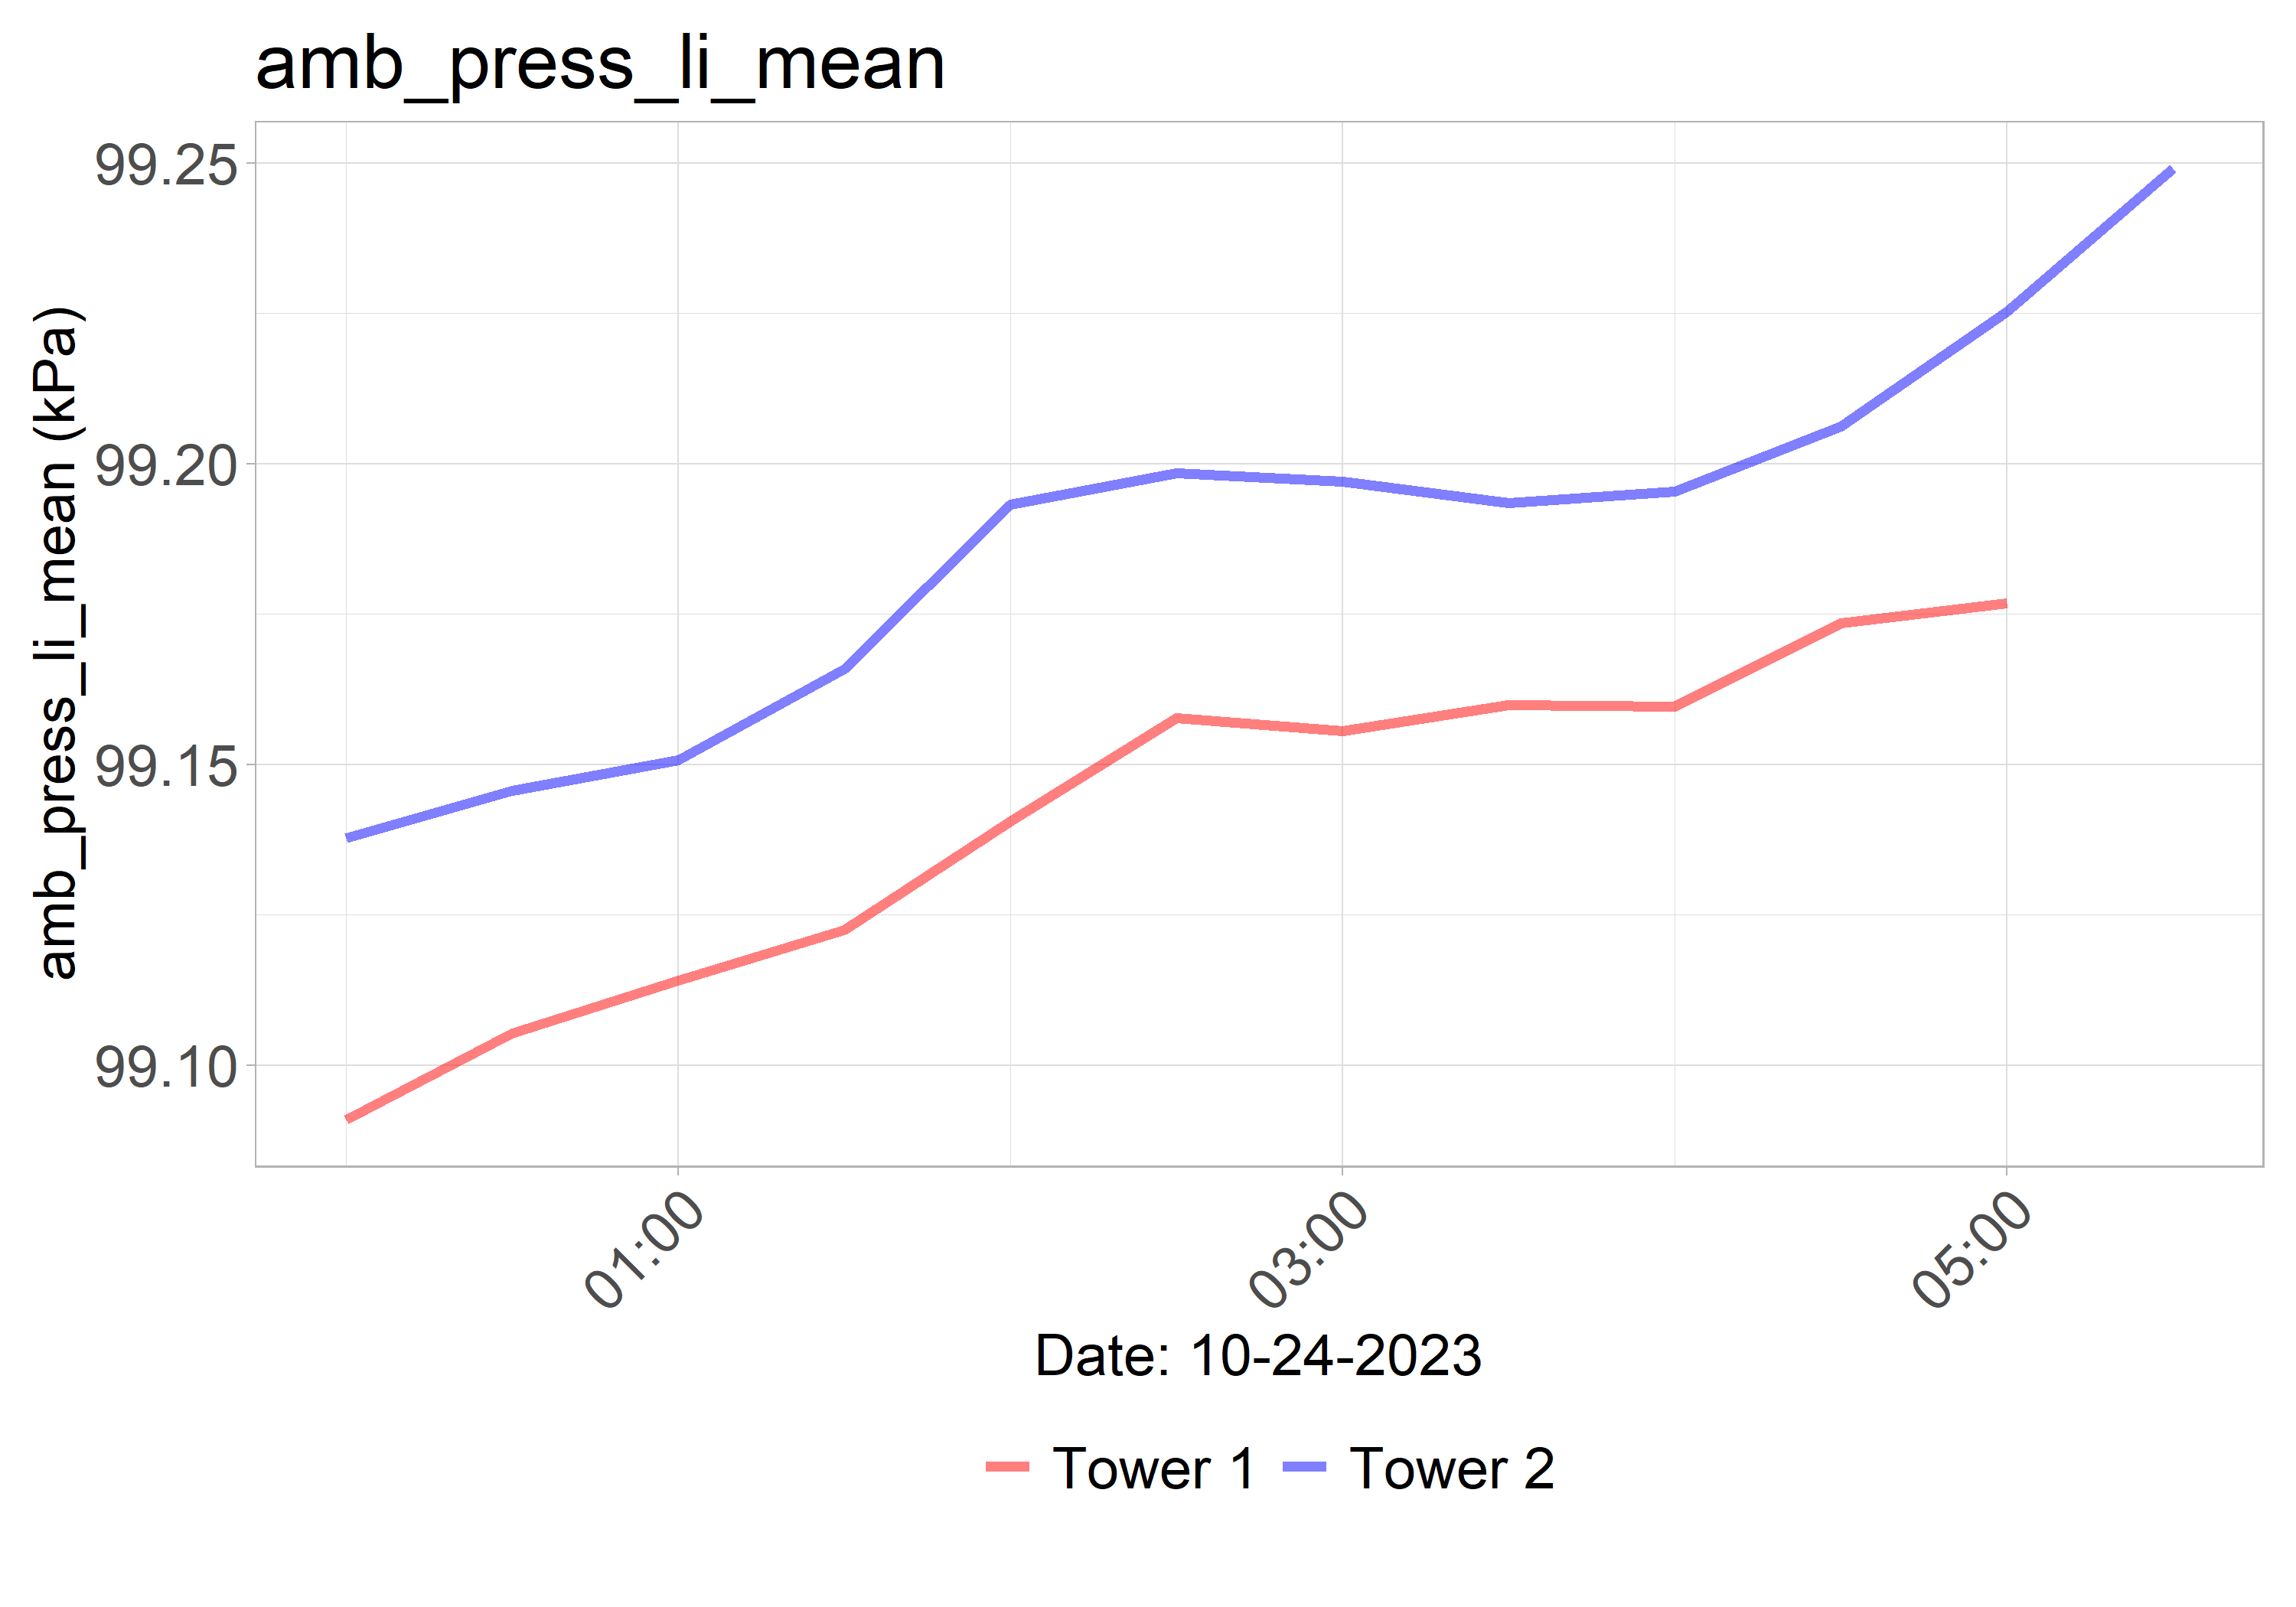 amb_press_li_mean
amb_press_li_mean (kPa)
99.25
99.20
99.15
99.10
01:00
03:00
05:00
Date: 10-24-2023
Tower 1
Tower 2